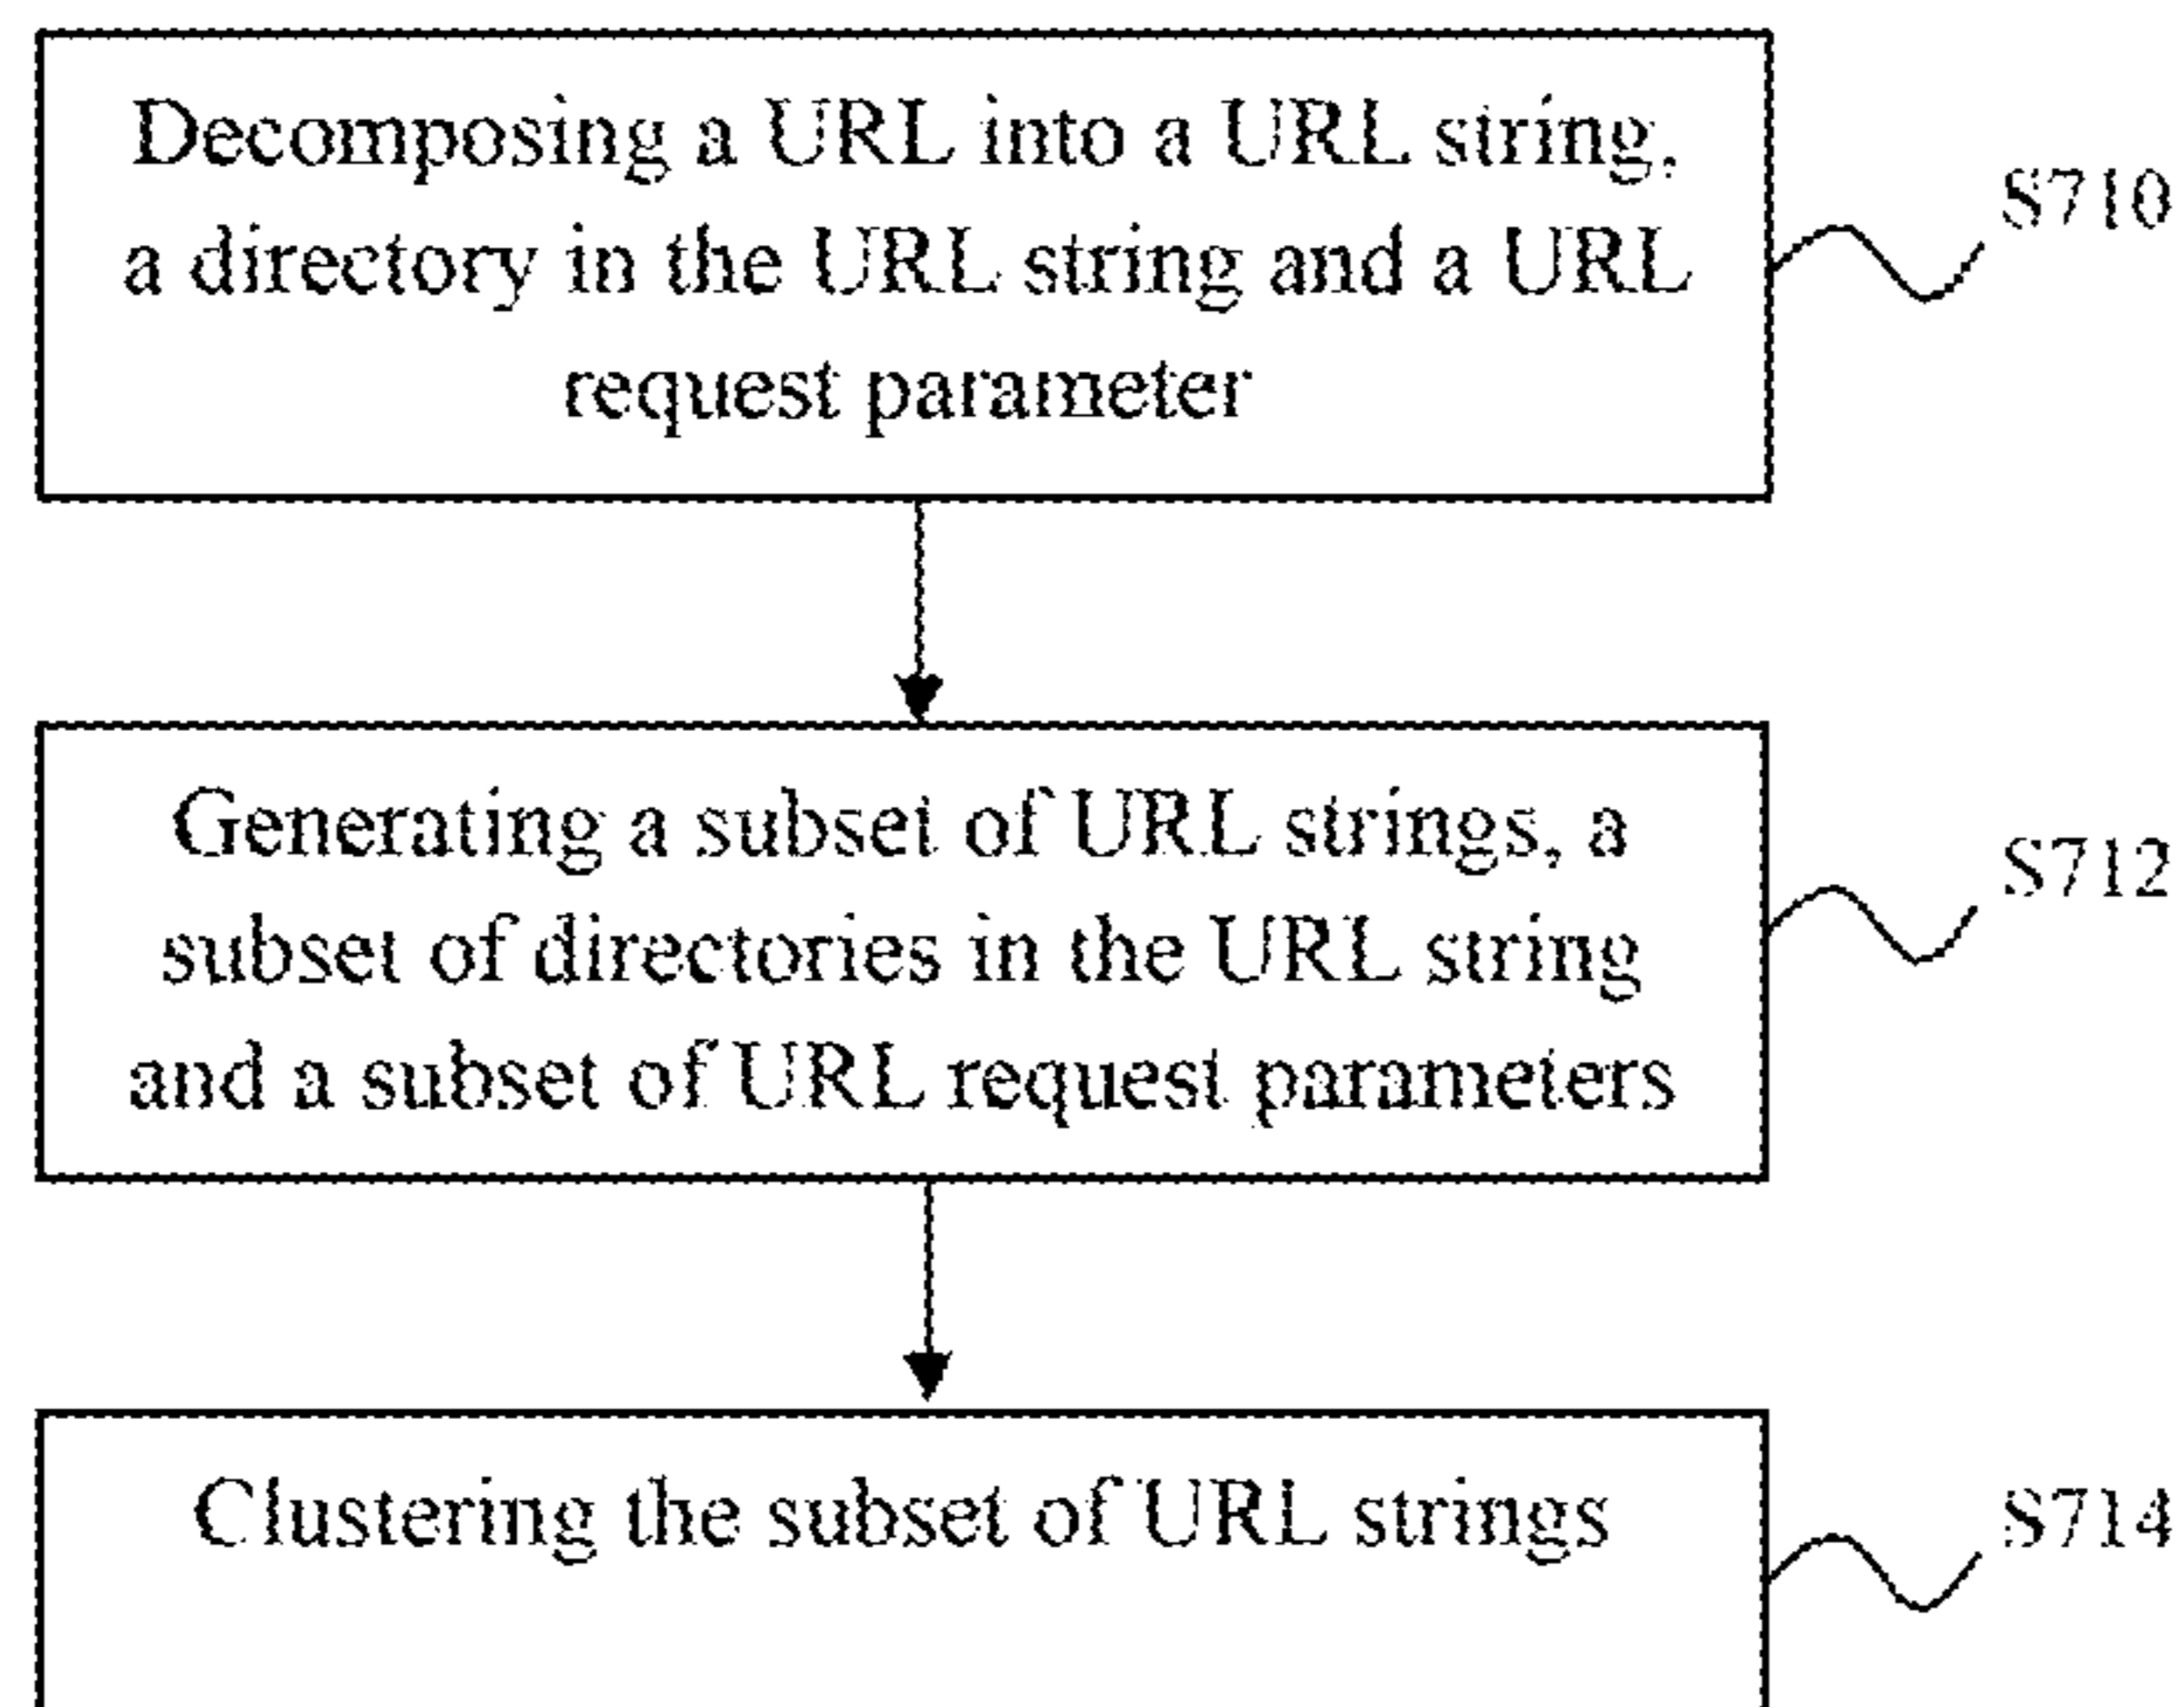 Decomposing a URL into a URL string,
a directory in the URL string and a URL
request parameter
S710
Generating a subset of URL strings, a
subset of directories in the URL string
and a subset of URL request parameters
S712
Clustering the subset of URL strings
S714